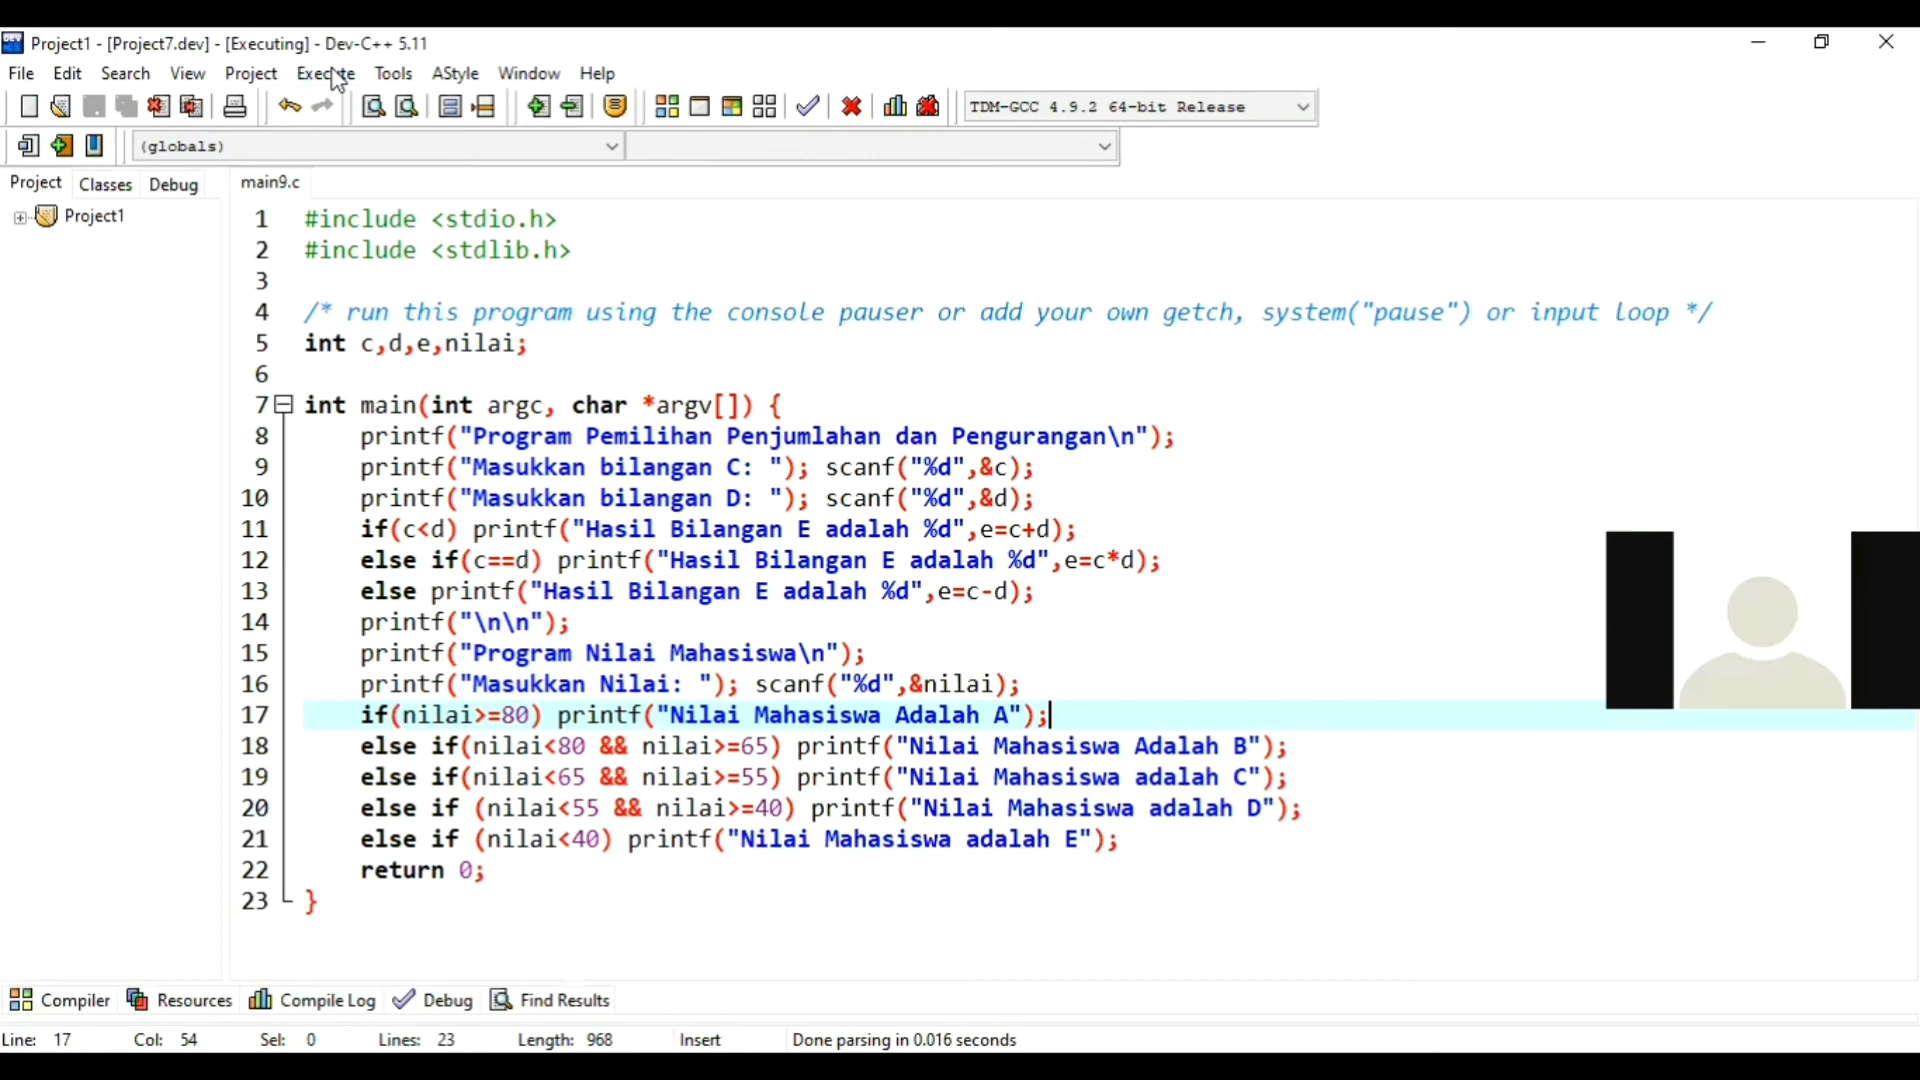 Project1 - [Project7.dev] - [Executing] - Dev-C++ 5.11
File Edit Search View Project Execute Tools AStyle Window Help
TDM-GCC 4.9.2 64-bit Release
(globals)
Project Classes Debug main9.c
Project1
1 #include <stdio.h>
2 #include <stdlib.h>
3
4 /* run this program using the console pauser or add your own getch, system("pause") or input loop */
5 int c,d,e,nilai;
6
7 int main(int argc, char *argv[]) {
8 printf("Program Pemilihan Penjumlahan dan Pengurangan\n");
9 printf("Masukkan bilangan C: "); scanf("%d",&c);
10 printf("Masukkan bilangan D: "); scanf("%d",&d);
11 if(c<d) printf("Hasil Bilangan E adalah %d",e=c+d);
12 else if(c==d) printf("Hasil Bilangan E adalah %d",e=c*d);
13 else printf("Hasil Bilangan E adalah %d",e=c-d);
14 printf("\n\n");
15 printf("Program Nilai Mahasiswa\n");
16 printf("Masukkan Nilai: "); scanf("%d",&nilai);
17 if(nilai>=80) printf("Nilai Mahasiswa Adalah A");
18 else if(nilai<80 && nilai>=65) printf("Nilai Mahasiswa Adalah B");
19 else if(nilai<65 && nilai>=55) printf("Nilai Mahasiswa adalah C");
20 else if (nilai<55 && nilai>=40) printf("Nilai Mahasiswa adalah D");
21 else if (nilai<40) printf("Nilai Mahasiswa adalah E");
22 return 0;
23 }
Compiler Resources Compile Log Debug Find Results
Line: 17 Col: 54 Sel: 0 Lines: 23 Length: 968 Insert Done parsing in 0.016 seconds